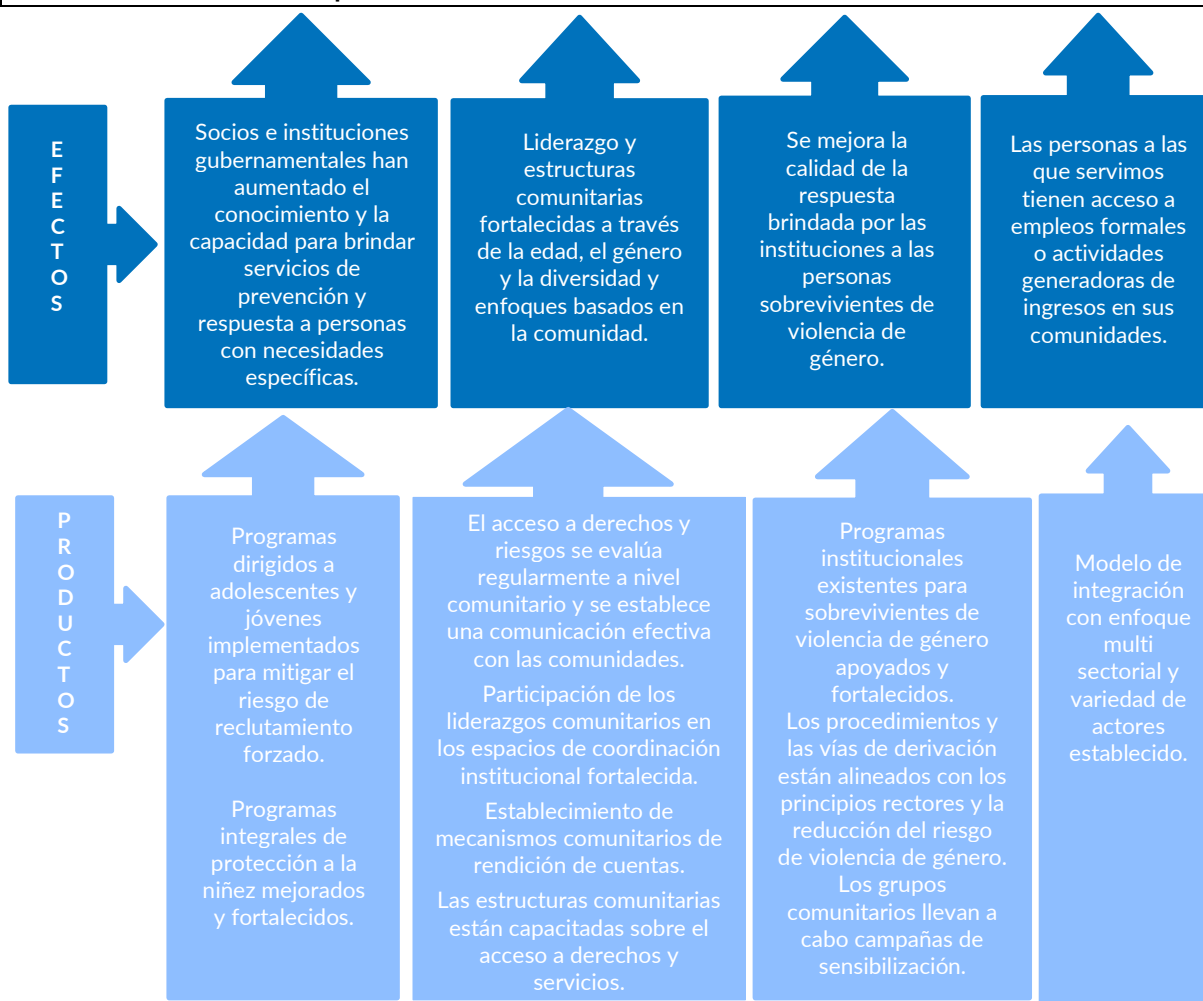 EFECTOS
Socios e instituciones
gubernamentales han
aumentado el
conocimiento y la
capacidad para brindar
servicios de
prevención y
respuesta a personas
con necesidades
específicas.
Liderazgo y
estructuras
comunitarias
fortalecidas a través
de la edad, el género
y la diversidad y
enfoques basados en
la comunidad.
Se mejora la
calidad de la
respuesta
brindada por las
instituciones a las
personas
sobrevivientes de
violencia de
género.
Las personas a las
que servimos
tienen acceso a
empleos formales
o actividades
generadoras de
ingresos en sus
comunidades.
PRODUCTOS
Programas
dirigidos a
adolescentes y
jóvenes
implementados
para mitigar el
riesgo de
reclutamiento
forzado.
Programas
integrales de
protección a la
niñez mejorados
y fortalecidos.
El acceso a derechos y
riesgos se evalúa
regularmente a nivel
comunitario y se establece
una comunicación efectiva
con las comunidades.
Participación de los
liderazgos comunitarios en
los espacios de coordinación
institucional fortalecida.
Establecimiento de
mecanismos comunitarios de
rendición de cuentas.
Las estructuras comunitarias
están capacitadas sobre el
acceso a derechos y
servicios.
Programas
institucionales
existentes para
sobrevivientes de
violencia de género
apoyados y
fortalecidos.
Los procedimientos y
las vías de derivación
están alineados con los
principios rectores y la
reducción del riesgo
de violencia de género.
Los grupos
comunitarios llevan a
cabo campañas de
sensibilización.
Modelo de
integración
con enfoque
multi
sectorial y
variedad de
actores
establecido.